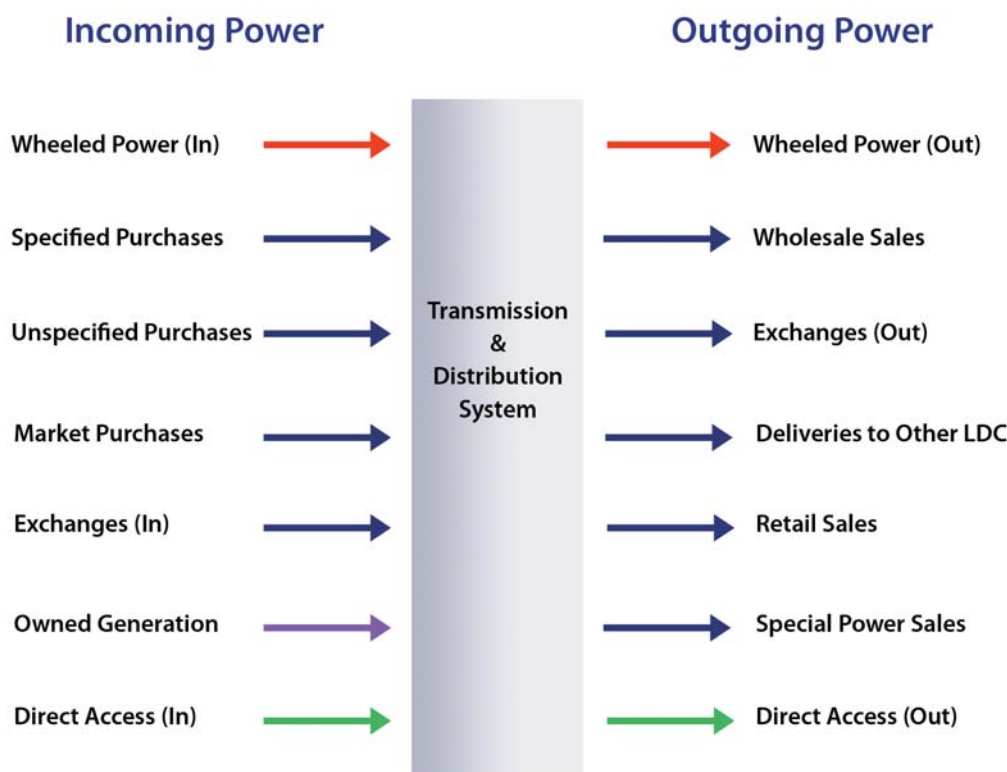 Incoming Power
Outgoing Power
Wheeled Power (In)
Wheeled Power (Out)
Specified Purchases
Wholesale Sales
Unspecified Purchases
Transmission
&
Distribution
System
Exchanges (Out)
Market Purchases
Deliveries to Other LDC
Exchanges (In)
Retail Sales
Owned Generation
Special Power Sales
Direct Access (In)
Direct Access (Out)